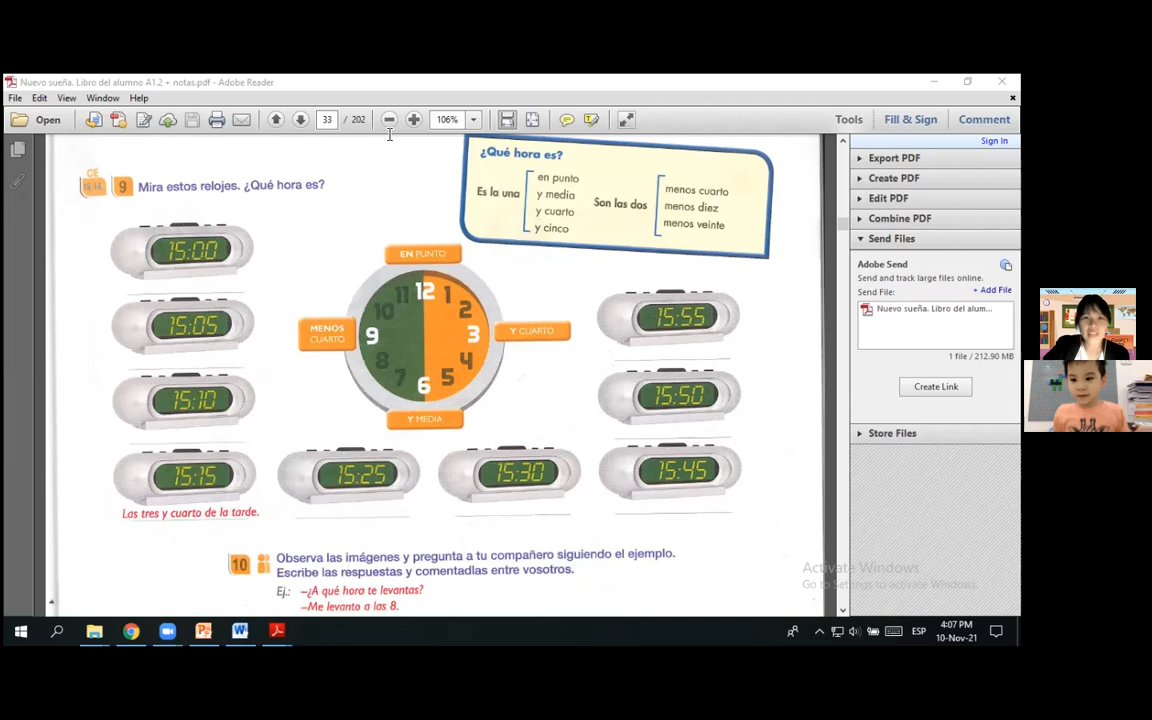 Nuevo sueña. Libro del alumno A1.2 + notas.pdf - Adobe Reader
File Edit View Window Help
Open 33 / 202 106% Tools Fill & Sign Comment
Sign In
Export PDF
Create PDF
Edit PDF
Combine PDF
Send Files
Adobe Send
Send and track large files online.
Send File: + Add File
Nuevo sueña. Libro del alum...
1 file / 212.90 MB
Create Link
Store Files
CE
9 Mira estos relojes. ¿Qué hora es?
¿Qué hora es?
Es la una
en punto
y media
y cuarto
y cinco
Son las dos
menos cuarto
menos diez
menos veinte
15:00
15:05
15:10
15:15
Las tres y cuarto de la tarde.
EN PUNTO
MENOS CUARTO
Y CUARTO
Y MEDIA
12 1 2 3 4 5 6 7 8 9 10 11
15:25
15:30
15:55
15:50
15:45
10 Observa las imágenes y pregunta a tu compañero siguiendo el ejemplo.
Escribe las respuestas y comentadlas entre vosotros.
Ej.: –¿A qué hora te levantas?
–Me levanto a las 8.
Activate Windows
Go to Settings to activate Windows.
ESP
4:07 PM
10-Nov-21